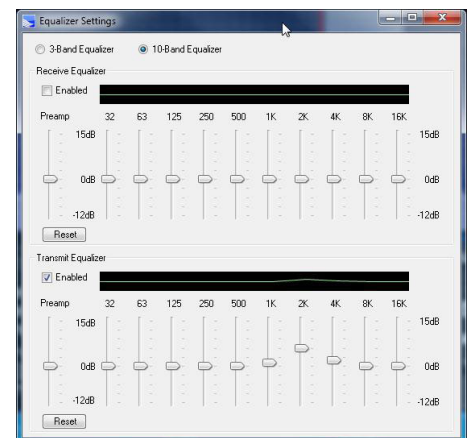 Equalizer Settings
3-Band Equalizer 10-Band Equalizer
Receive Equalizer
Enabled
Preamp 32 63 125 250 500 1K 2K 4K 8K 16K
15dB 15dB
0dB 0dB
-12dB -12dB
Reset
Transmit Equalizer
Enabled
Preamp 32 63 125 250 500 1K 2K 4K 8K 16K
15dB 15dB
0dB 0dB
-12dB -12dB
Reset